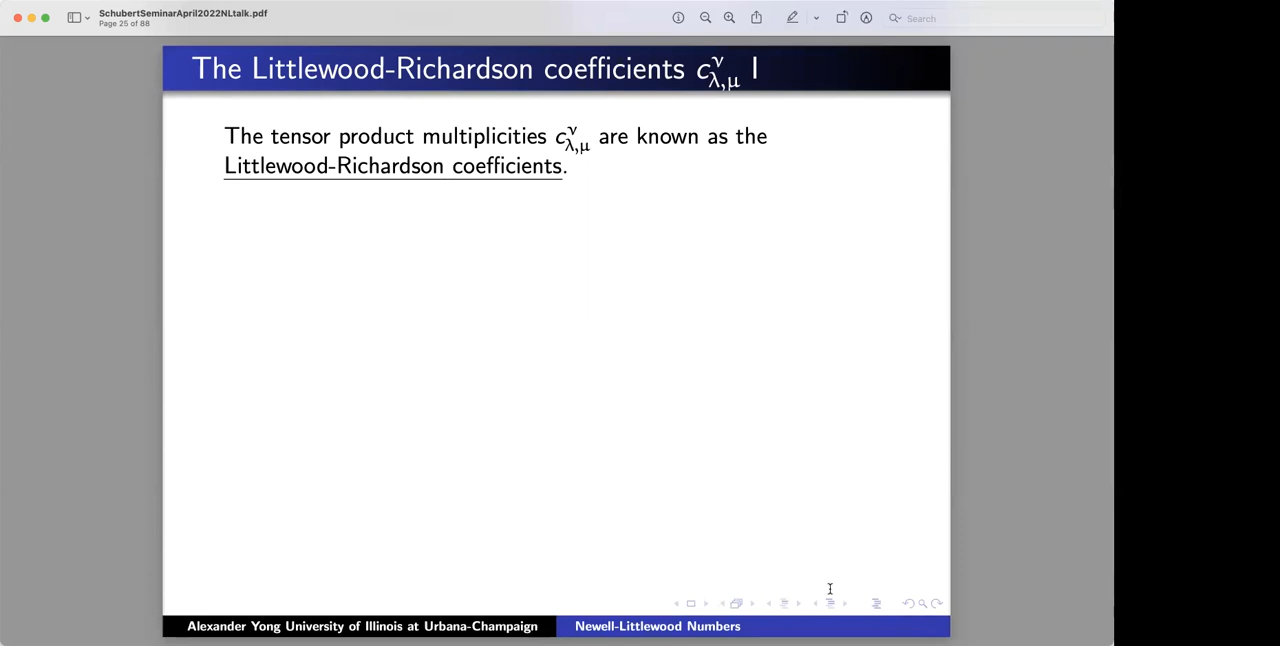 SchubertSeminarApril2022NLtalk.pdf
Page 25 of 88
Search
The Littlewood-Richardson coefficients c^ν_{λ,μ} I
The tensor product multiplicities c^ν_{λ,μ} are known as the
Littlewood-Richardson coefficients.
Alexander Yong University of Illinois at Urbana-Champaign
Newell-Littlewood Numbers